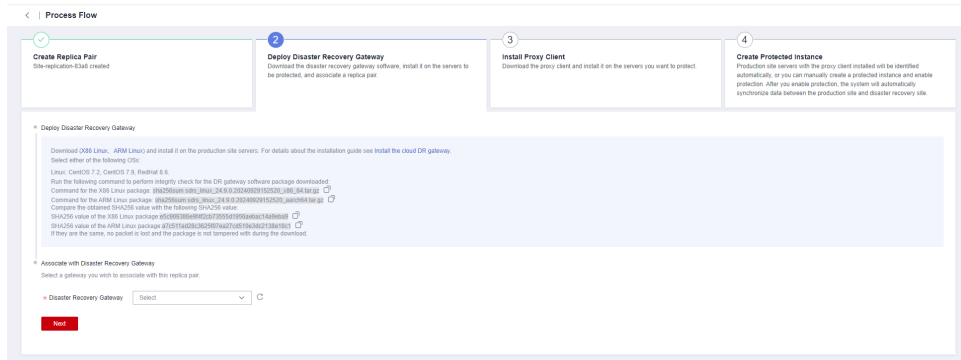 Process Flow
2
3
4
Create Replica Pair
Site-replication-83a6 created
Deploy Disaster Recovery Gateway
Download the disaster recovery gateway software, install it on the servers to
be protected, and associate a replica pair.
Install Proxy Client
Download the proxy client and install it on the servers you want to protect.
Create Protected Instance
Production site servers with the proxy client installed will be identified
automatically, or you can manually create a protected instance and enable
protection. After you enable protection, the system will automatically
synchronize data between the production site and disaster recovery site.
Deploy Disaster Recovery Gateway
Download (X86 Linux, ARM Linux) and install it on the production site servers. For details about the installation guide see Install the cloud DR gateway.
Select either of the following OSs:
Linux: CentOS 7.2, CentOS 7.9, RedHat 8.6.
Run the following command to perform integrity check for the DR gateway software package downloaded:
Command for the X86 Linux package: sha256sum sdrs_linux_24.9.0.20240929152520_x86_64.tar.gz
Command for the ARM Linux package: sha256sum sdrs_linux_24.9.0.20240929152520_aarch64.tar.gz
Compare the obtained SHA256 value with the following SHA256 value:
SHA256 value of the X86 Linux package:
SHA256 value of the ARM Linux package:
If they are the same, no packet is lost and the package is not tampered with during the download.
Associate with Disaster Recovery Gateway
Select a gateway you wish to associate with this replica pair.
* Disaster Recovery Gateway
Select
Next